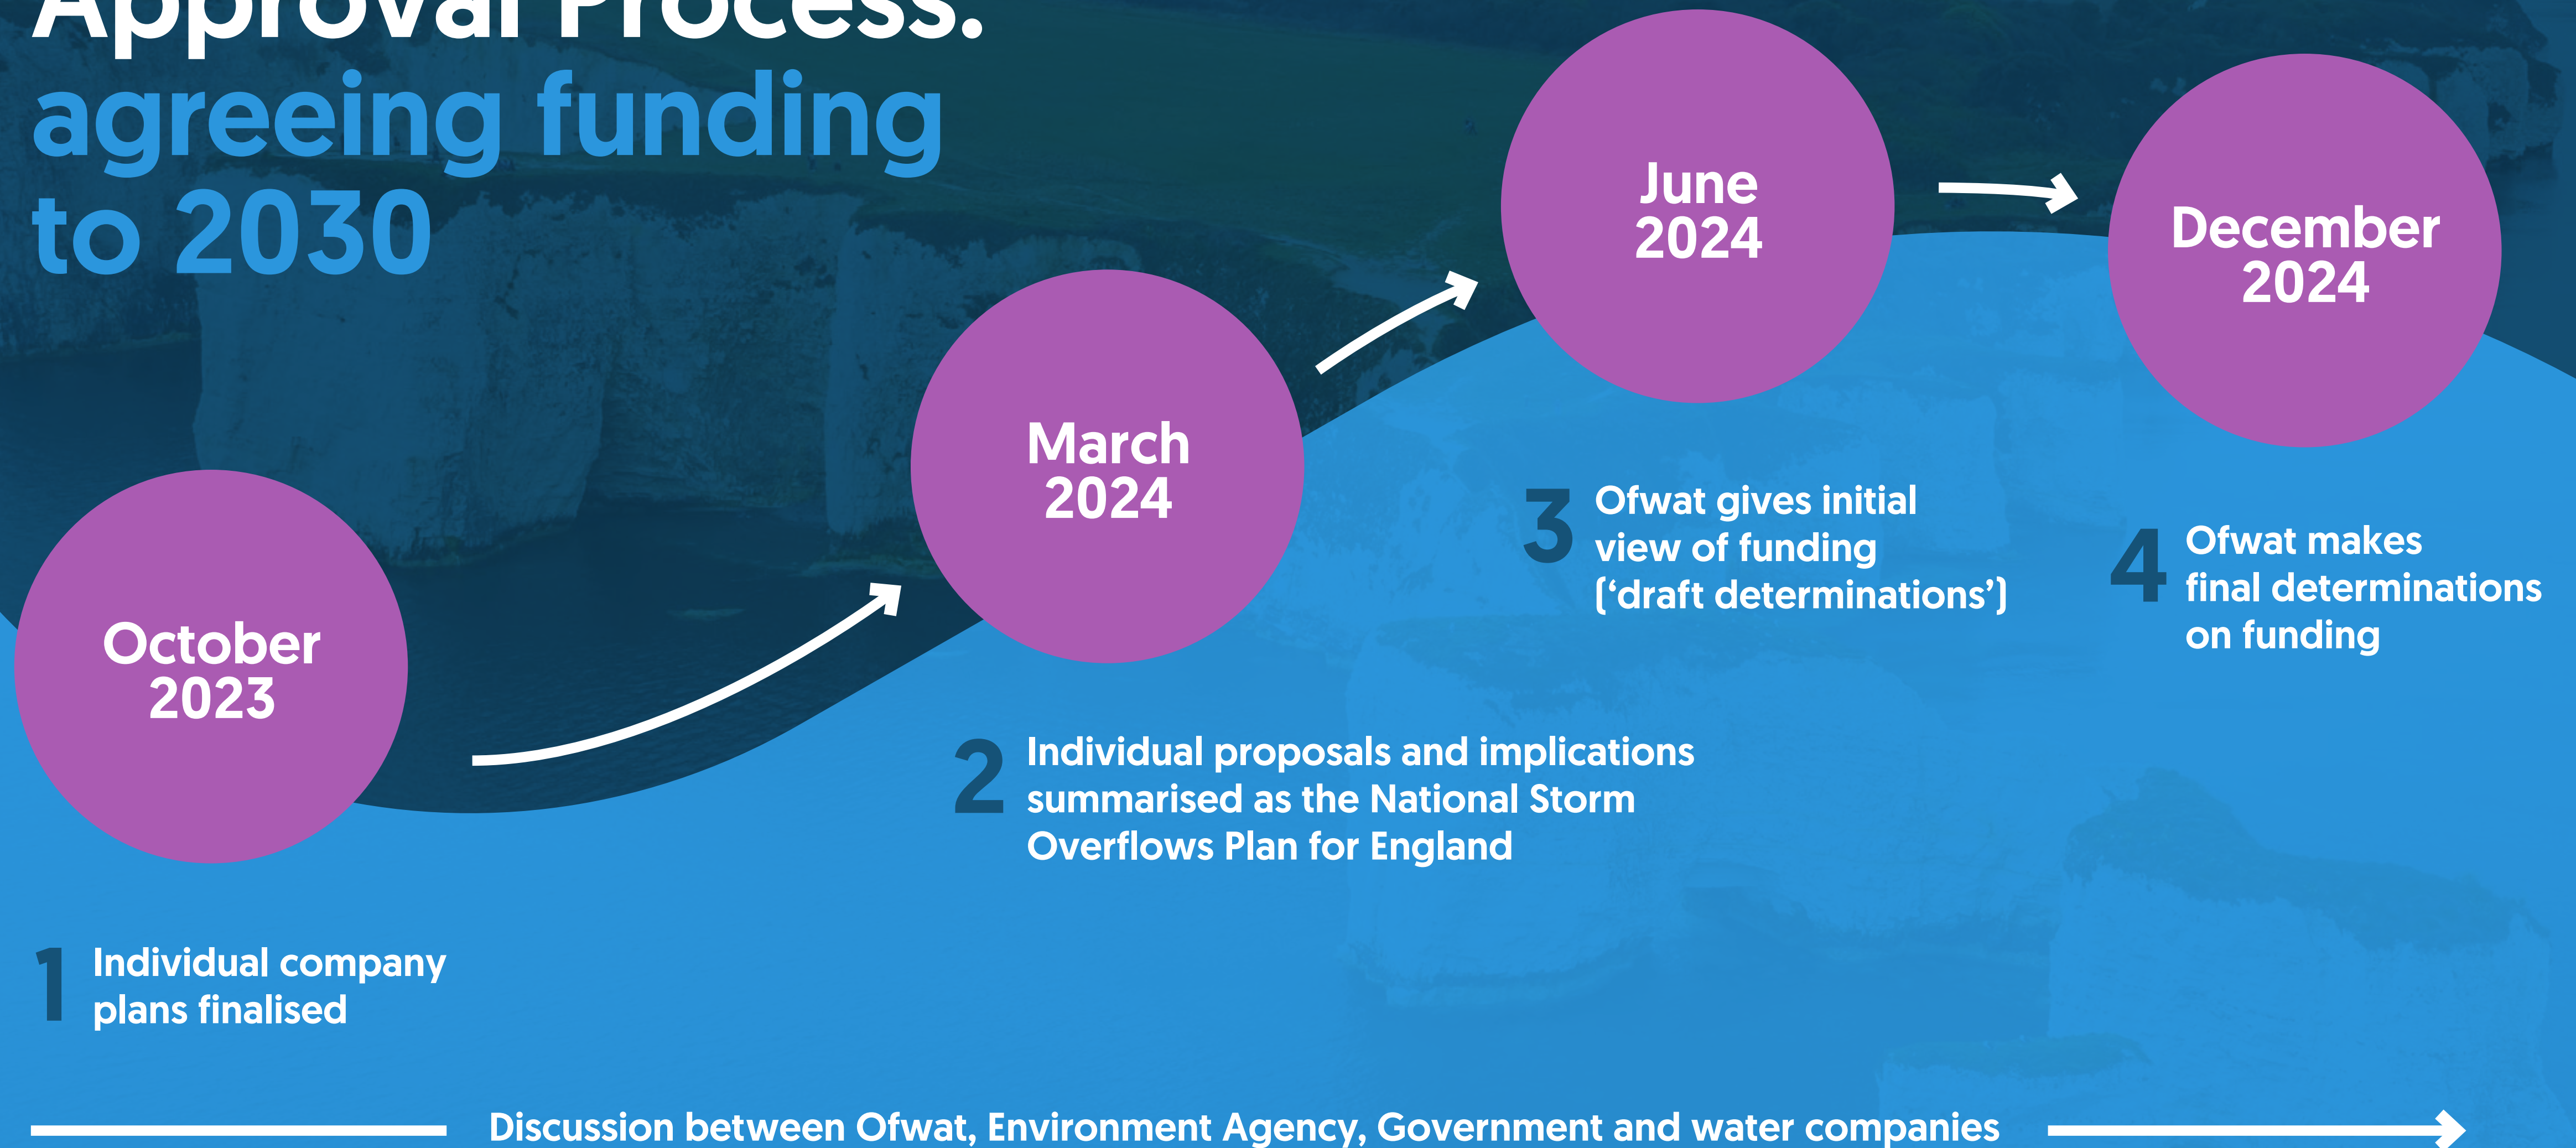 Approval Process.
agreeing funding
to 2030
October
2023
March
2024
June
2024
December
2024
1 Individual company
plans finalised
2 Individual proposals and implications
summarised as the National Storm
Overflows Plan for England
3 Ofwat gives initial
view of funding
(‘draft determinations’)
4 Ofwat makes
final determinations
on funding
Discussion between Ofwat, Environment Agency, Government and water companies